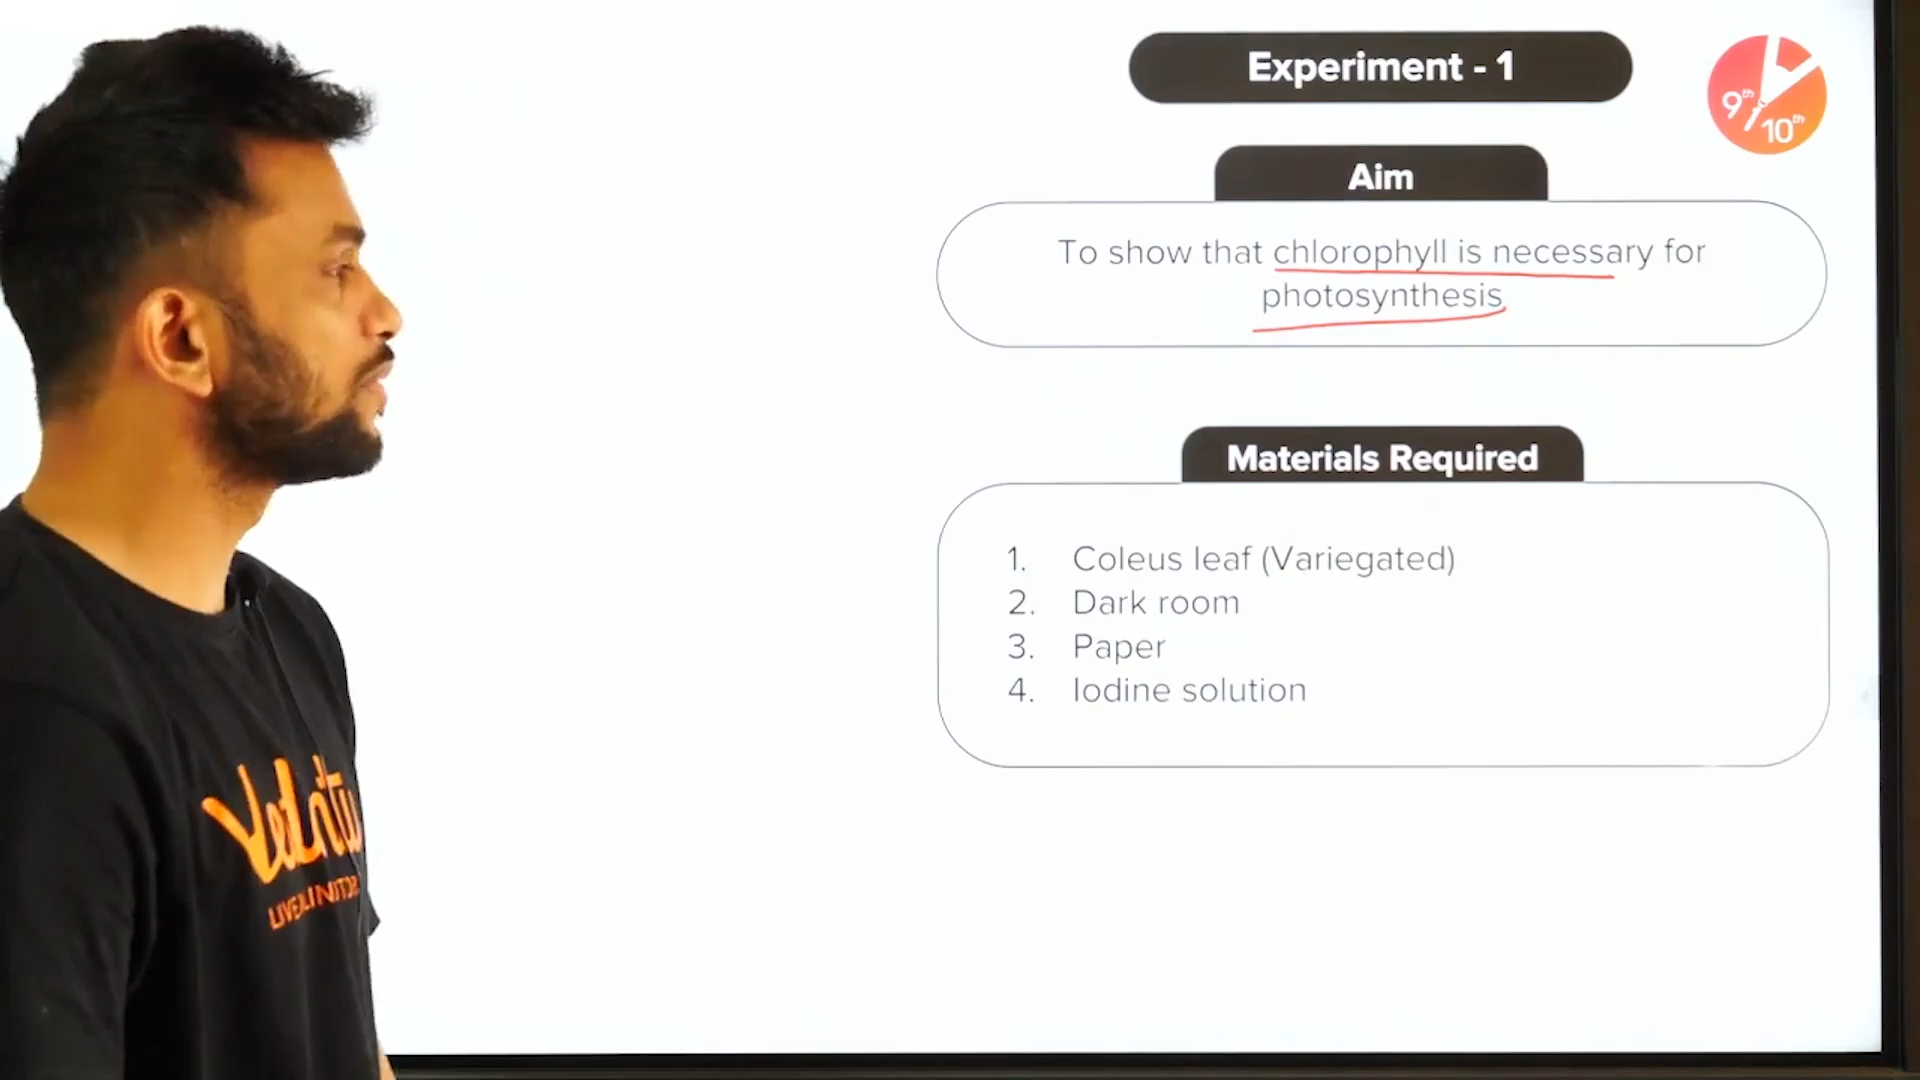 Experiment - 1
9th
10th
Aim
To show that chlorophyll is necessary for
photosynthesis
Materials Required
1. Coleus leaf (Variegated)
2. Dark room
3. Paper
4. Iodine solution
Vedantu